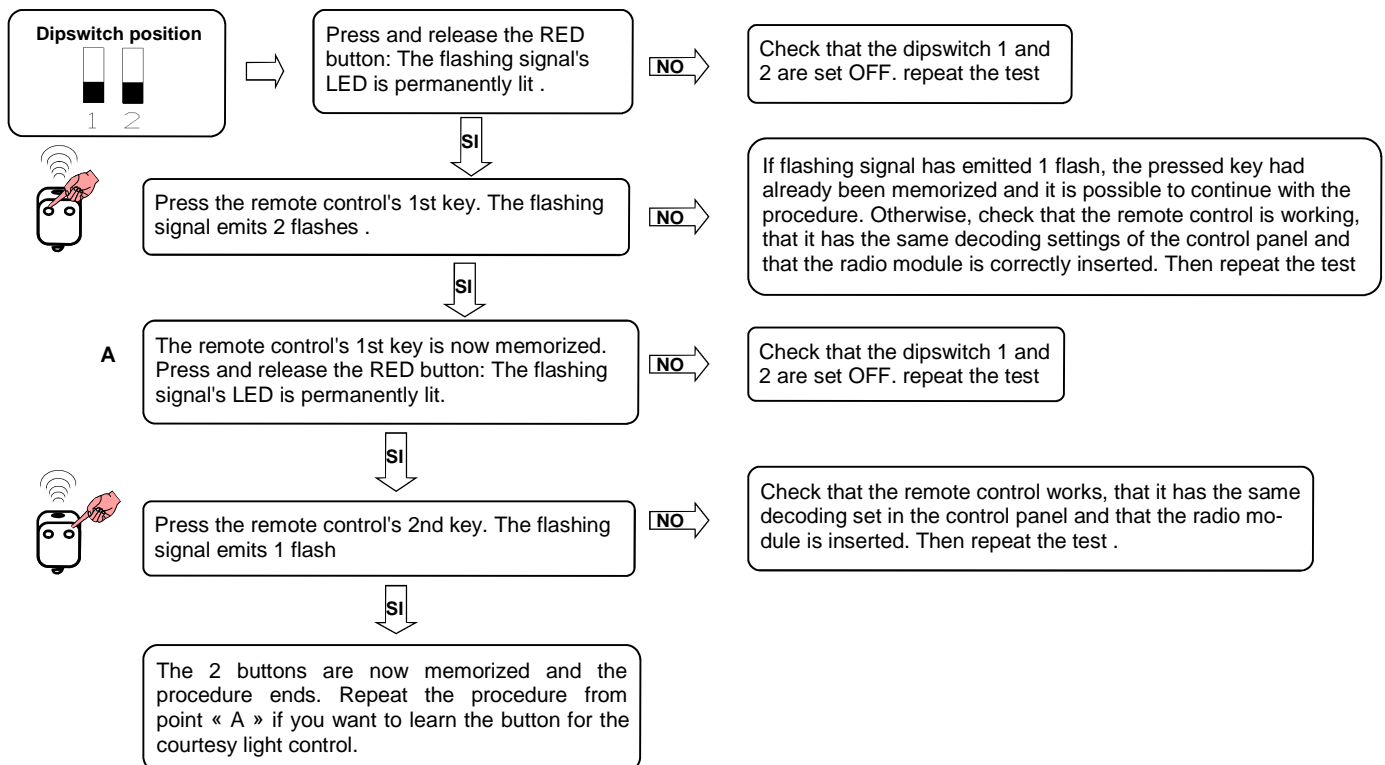 Dipswitch position
1 2
Press and release the RED
button: The flashing signal's
LED is permanently lit .
NO
Check that the dipswitch 1 and
2 are set OFF. repeat the test
SI
Press the remote control's 1st key. The flashing
signal emits 2 flashes .
NO
If flashing signal has emitted 1 flash, the pressed key had
already been memorized and it is possible to continue with the
procedure. Otherwise, check that the remote control is working,
that it has the same decoding settings of the control panel and
that the radio module is correctly inserted. Then repeat the test
SI
A
The remote control's 1st key is now memorized.
Press and release the RED button: The flashing
signal's LED is permanently lit.
NO
Check that the dipswitch 1 and
2 are set OFF. repeat the test
SI
Press the remote control's 2nd key. The flashing
signal emits 1 flash
NO
Check that the remote control works, that it has the same
decoding set in the control panel and that the radio mo-
dule is inserted. Then repeat the test .
SI
The 2 buttons are now memorized and the
procedure ends. Repeat the procedure from
point « A » if you want to learn the button for the
courtesy light control.